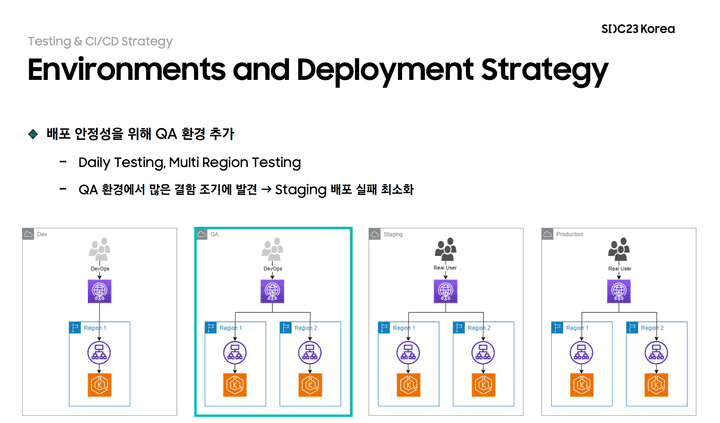 SDC23 Korea
Testing & CI/CD Strategy
Environments and Deployment Strategy
배포 안정성을 위해 QA 환경 추가
– Daily Testing, Multi Region Testing
– QA 환경에서 많은 결함 조기에 발견 → Staging 배포 실패 최소화
Dev
DevOps
Region 1
QA
DevOps
Region 1
Region 2
Staging
Real User
Region 1
Region 2
Production
Real User
Region 1
Region 2